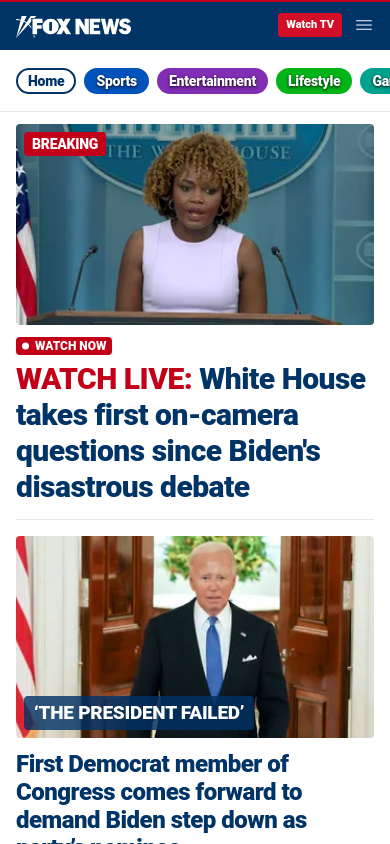 FOX NEWS
Watch TV
Home
Sports
Entertainment
Lifestyle
Ga
BREAKING
THE WHITE HOUSE
WATCH NOW
WATCH LIVE: White House
takes first on-camera
questions since Biden's
disastrous debate
‘THE PRESIDENT FAILED’
First Democrat member of
Congress comes forward to
demand Biden step down as
party's nominee